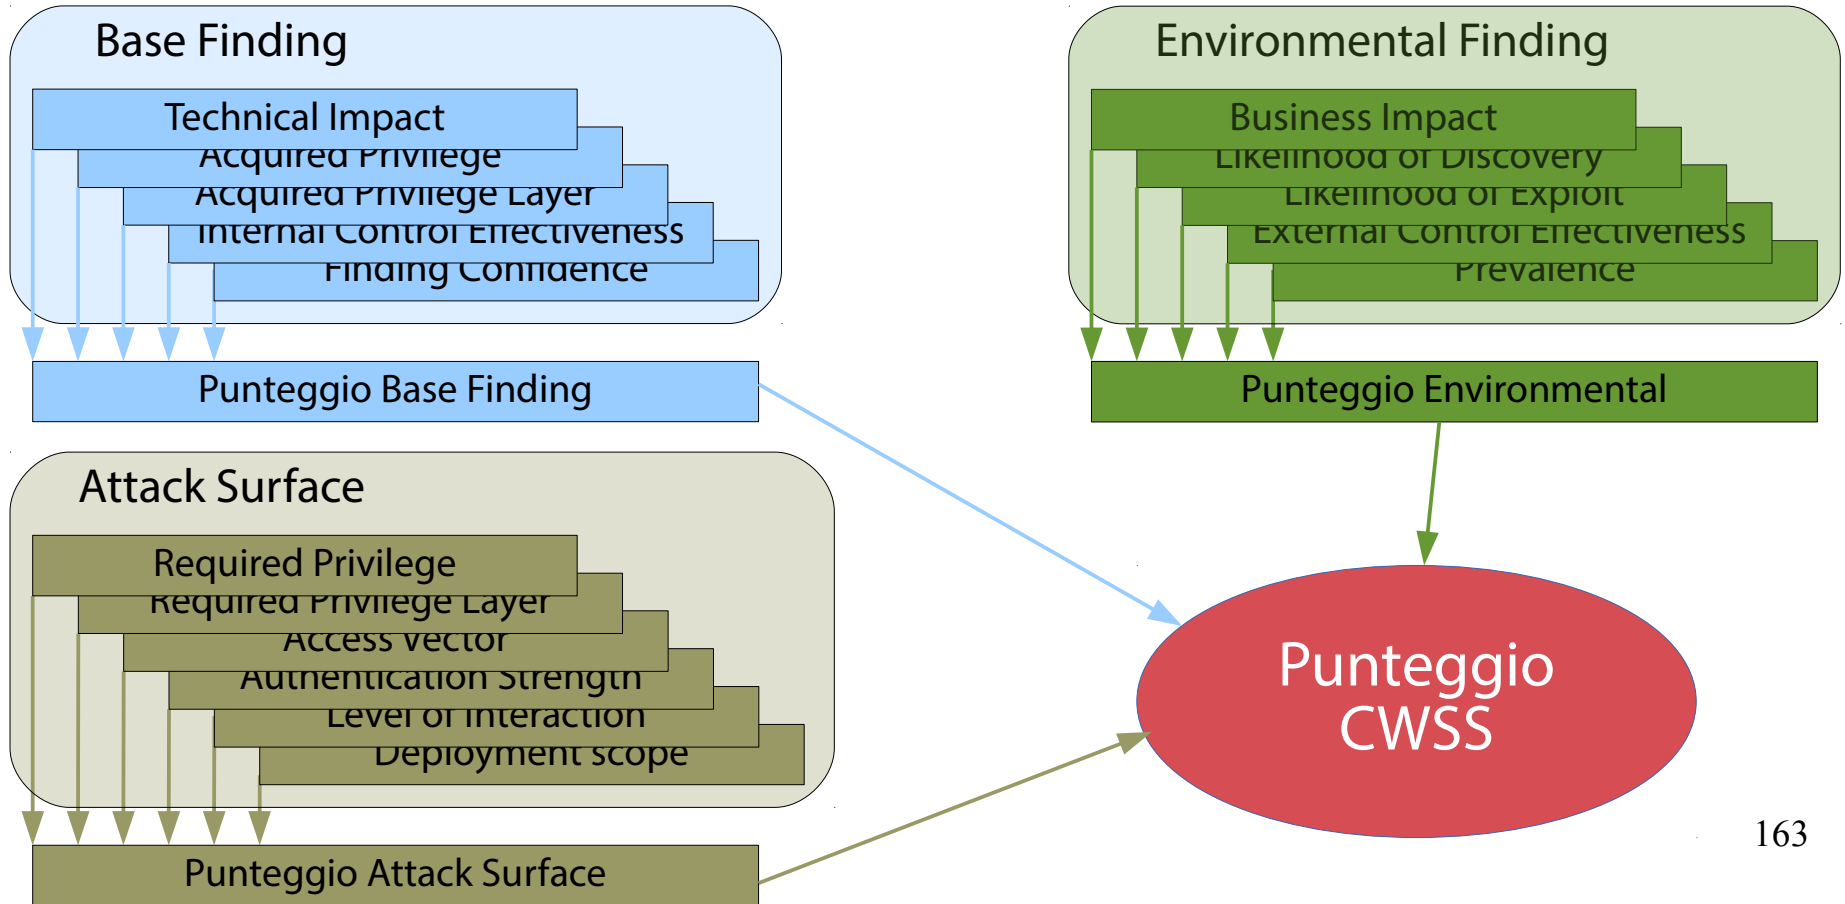 Base Finding
Technical Impact
Acquired Privilege
Acquired Privilege Layer
Internal Control Effectiveness
Finding Confidence
Punteggio Base Finding
Environmental Finding
Business Impact
Likelihood of Discovery
Likelihood of Exploit
External Control Effectiveness
Prevalence
Punteggio Environmental
Attack Surface
Required Privilege
Required Privilege Layer
Access Vector
Authentication Strength
Level of Interaction
Deployment scope
Punteggio Attack Surface
Punteggio
CWSS
163